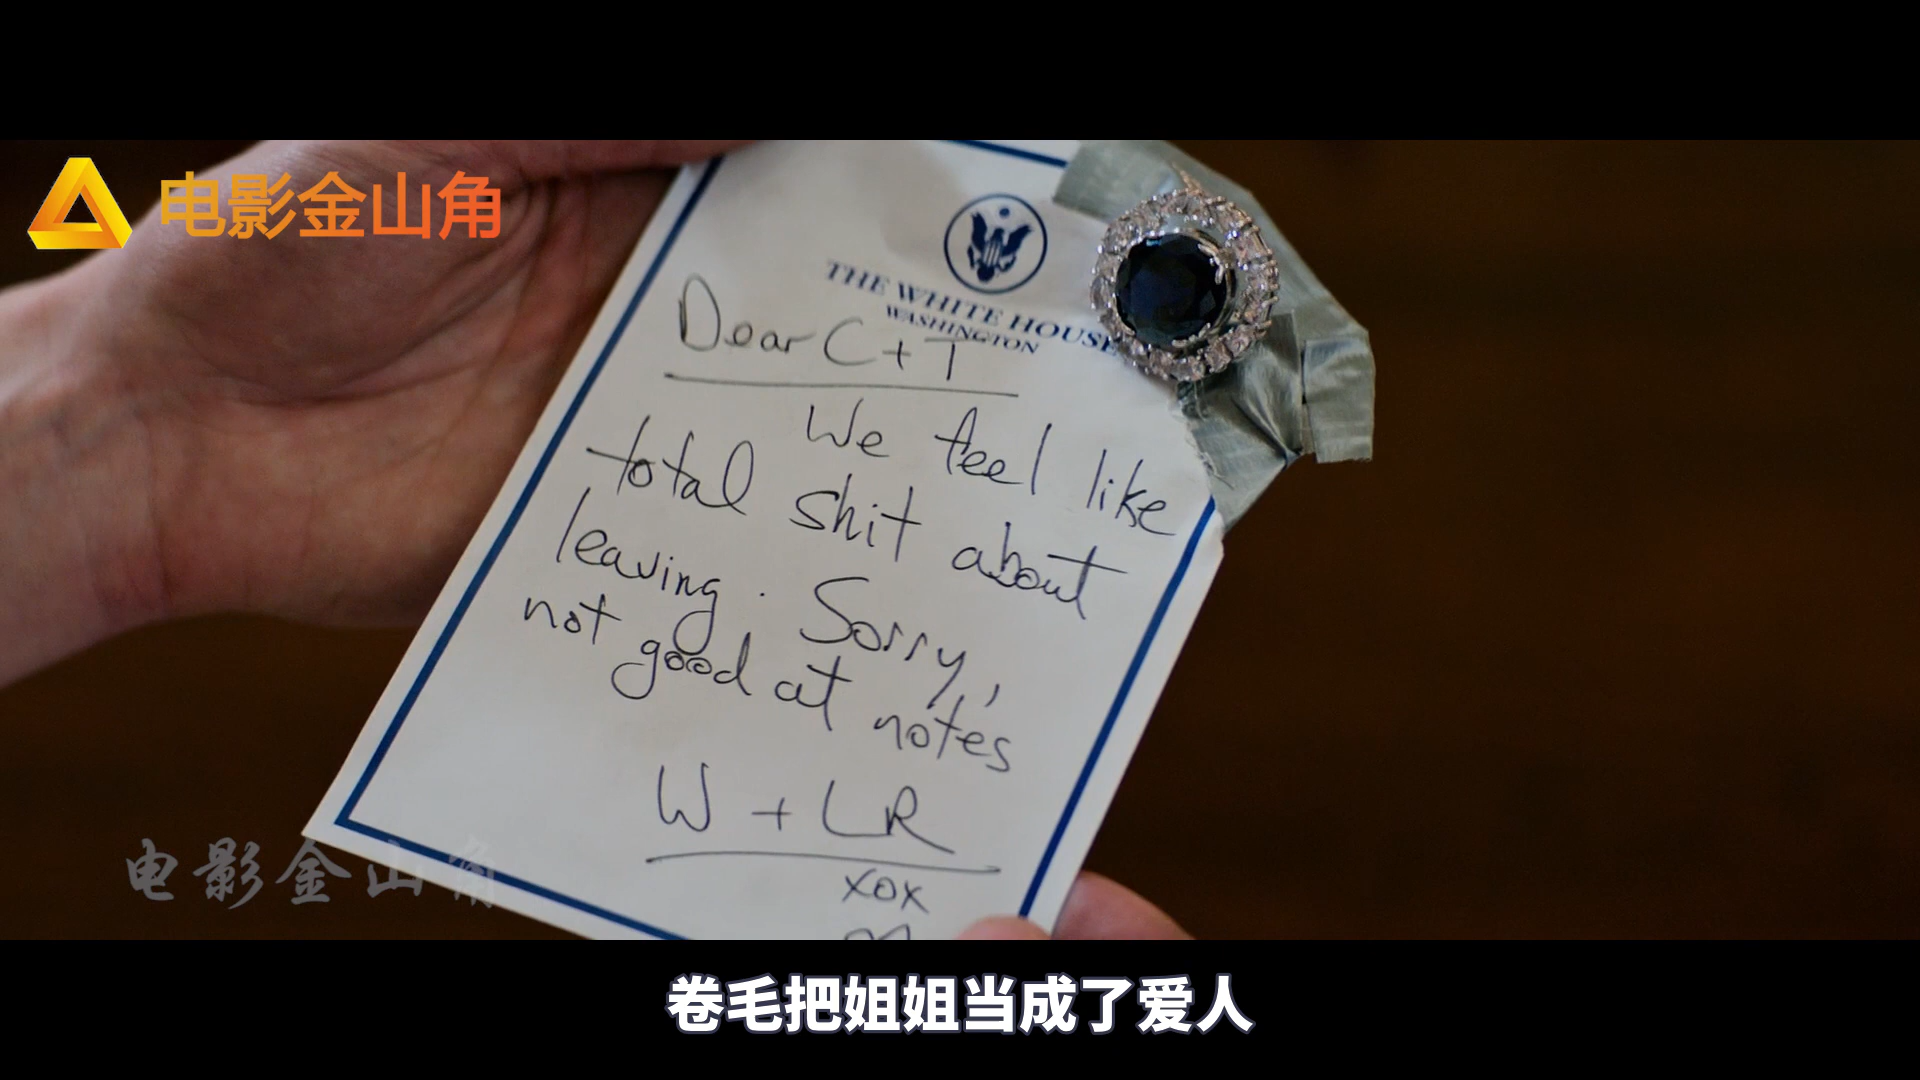 电影金山角
THE WHITE HOUSE
WASHINGTON
Dear C + T
We feel like
total shit about
leaving. Sorry,
not good at notes
W + LR
xox
电影金山角
卷毛把姐姐当成了爱人